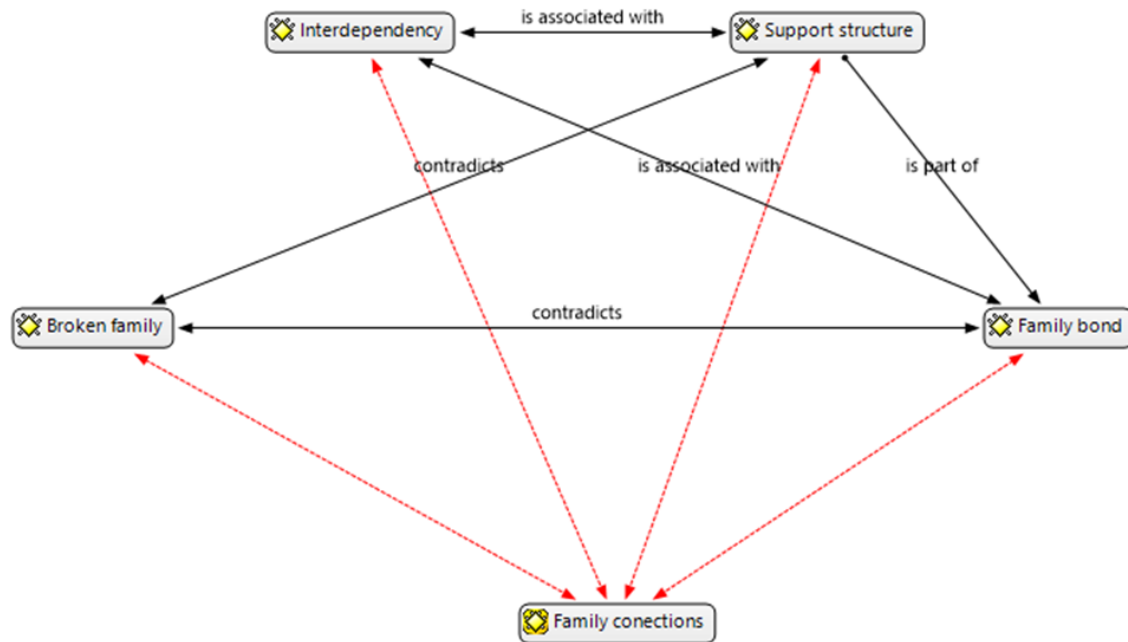 is associated with
Interdependency
Support structure
contradicts
is associated with
is part of
contradicts
Broken family
Family bond
Family conections